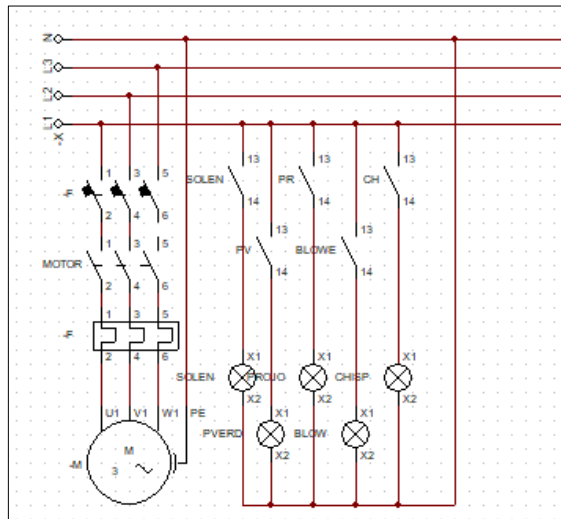 N
L3
L2
L1
-X
1 3 5 13 13 13
-F SOLEN PR CH
2 4 6 14 14 14
1 3 5 13 13
MOTOR PV BLOWE
2 4 6 14 14
1 3 5
-F
2 4 6 X1 X1 X1
SOLEN PROJO CHISP
X2 X2 X2
U1 V1 W1 PE X1 X1
PVERD BLOW
M
-M 3 X2 X2